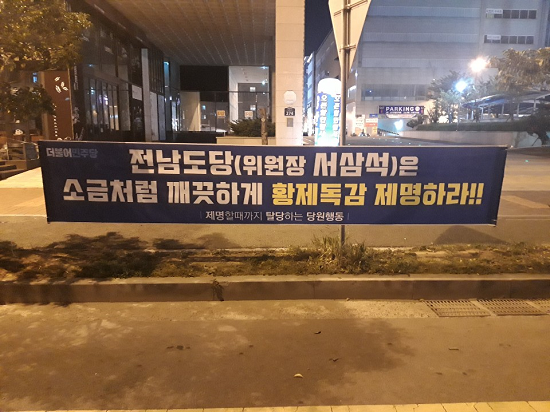 더불어민주당
전남도당(위원장 서삼석)은
소금처럼 깨끗하게 황제독감 제명하라!!
제명할때까지 탈당하는 당원행동
PARKING